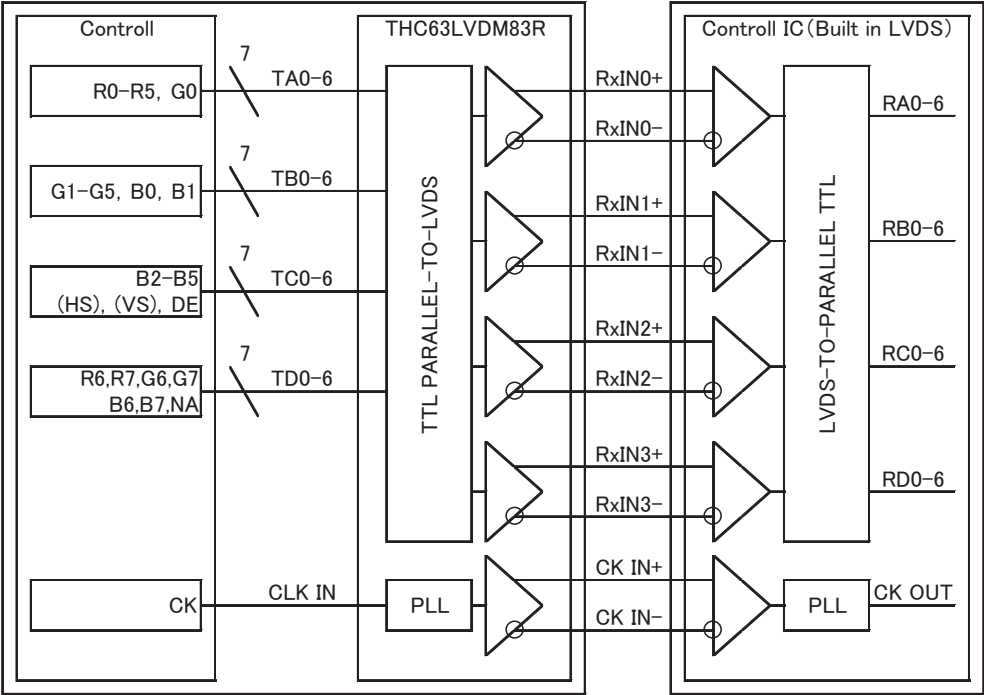 Controll
THC63LVDM83R
Controll IC(Built in LVDS)
R0-R5, G0
7
TA0-6
RxIN0+
RxIN0-
RA0-6
G1-G5, B0, B1
7
TB0-6
RxIN1+
RxIN1-
RB0-6
B2-B5
(HS), (VS), DE
7
TC0-6
RxIN2+
RxIN2-
RC0-6
R6,R7,G6,G7
B6,B7,NA
7
TD0-6
RxIN3+
RxIN3-
RD0-6
TTL PARALLEL-TO-LVDS
LVDS-TO-PARALLEL TTL
CK
CLK IN
PLL
CK IN+
CK IN-
PLL
CK OUT